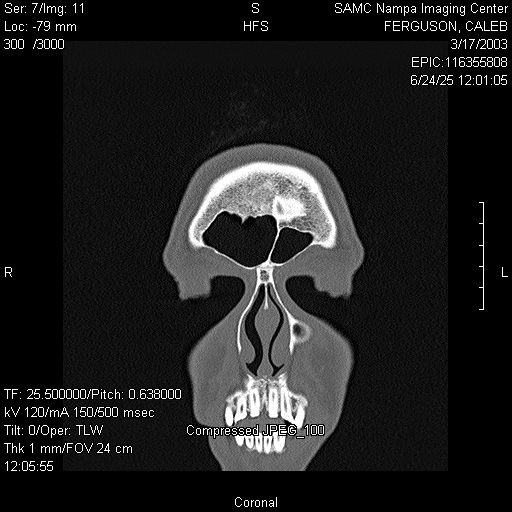 Ser: 7/Img: 11
S
SAMC Nampa Imaging Center
Loc: -79 mm
HFS
FERGUSON, CALEB
300 /3000
3/17/2003
EPIC:116355808
6/24/25 12:01:05
R
L
TF: 25.500000/Pitch: 0.638000
kV 120/mA 150/500 msec
Tilt: 0/Oper: TLW
Compressed JPEG_100
Thk 1 mm/FOV 24 cm
12:05:55
Coronal